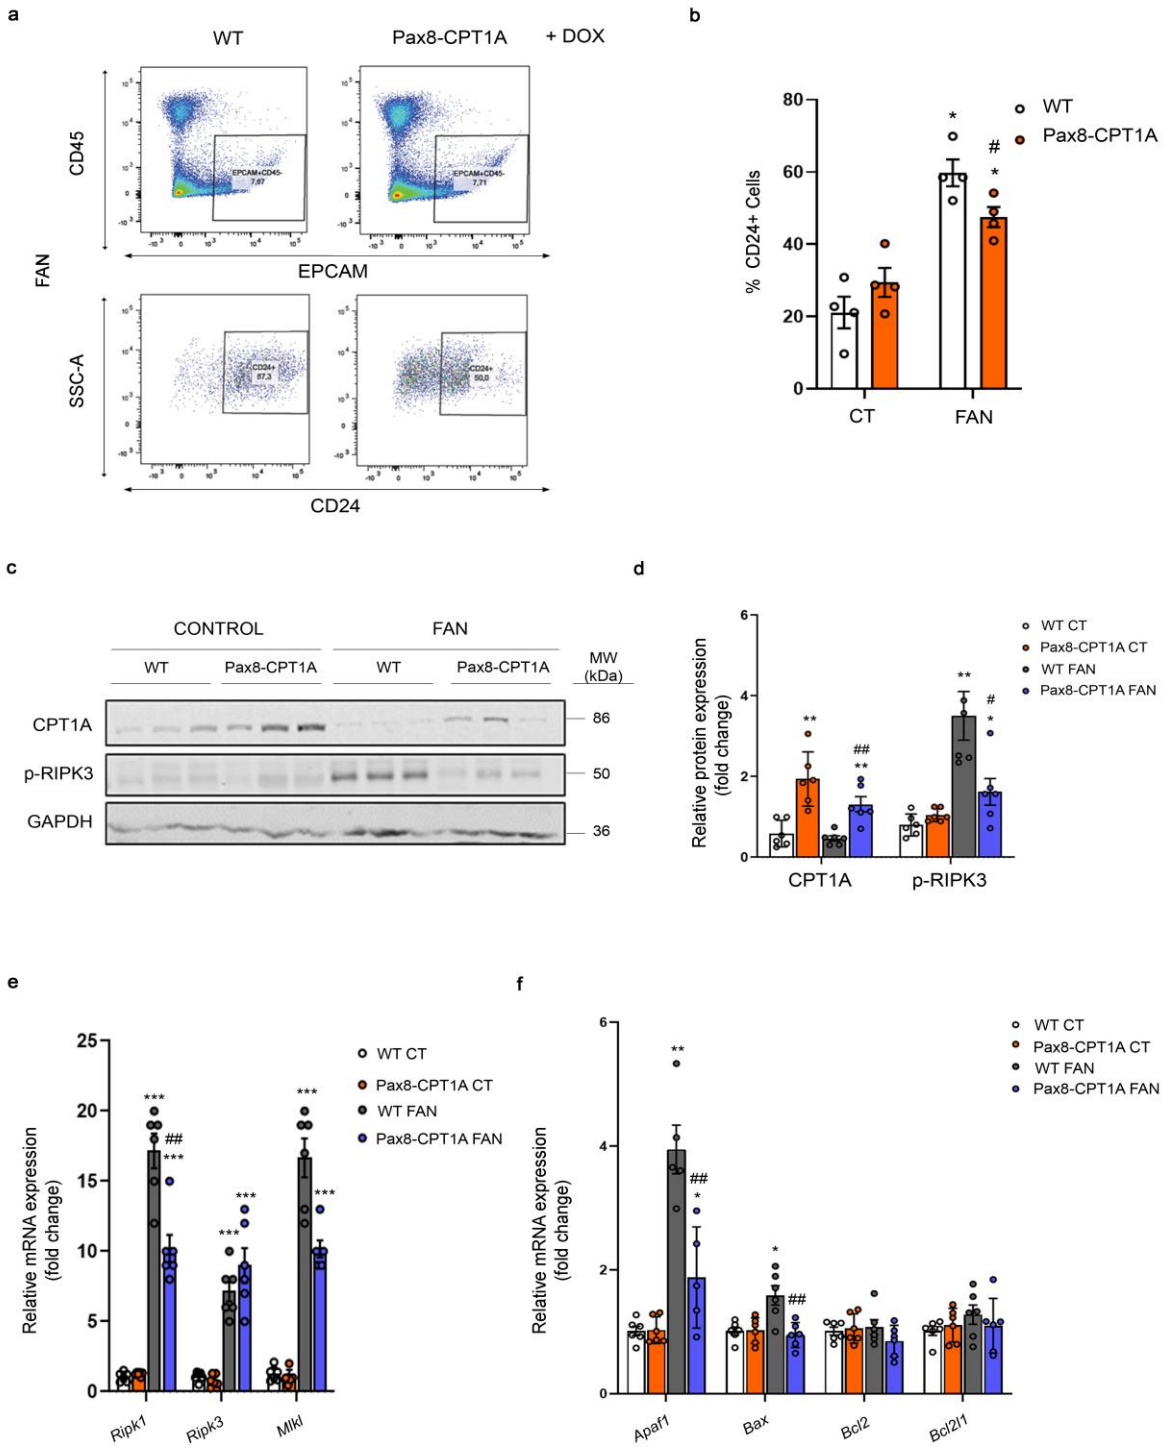 a
WT
Pax8-CPT1A
+ DOX
CD45
EPCAM+CD45-
7,67
EPCAM+CD45-
7,71
EPCAM
FAN
SSC-A
CD24+
CD24+
50,0
CD24
b
% CD24+ Cells
80
60
40
20
0
*
#
*
CT
FAN
WT
Pax8-CPT1A
c
CONTROL
FAN
WT
Pax8-CPT1A
WT
Pax8-CPT1A
MW
(kDa)
CPT1A
86
p-RIPK3
50
GAPDH
36
d
Relative protein expression
(fold change)
6
4
2
0
**
##
**
**
#
*
CPT1A
p-RIPK3
WT CT
Pax8-CPT1A CT
WT FAN
Pax8-CPT1A FAN
e
Relative mRNA expression
(fold change)
25
20
15
10
5
0
***
##
***
***
***
***
***
Ripk1
Ripk3
Mlkl
WT CT
Pax8-CPT1A CT
WT FAN
Pax8-CPT1A FAN
f
Relative mRNA expression
(fold change)
6
4
2
0
**
##
*
*
##
Apaf1
Bax
Bcl2
Bcl2l1
WT CT
Pax8-CPT1A CT
WT FAN
Pax8-CPT1A FAN